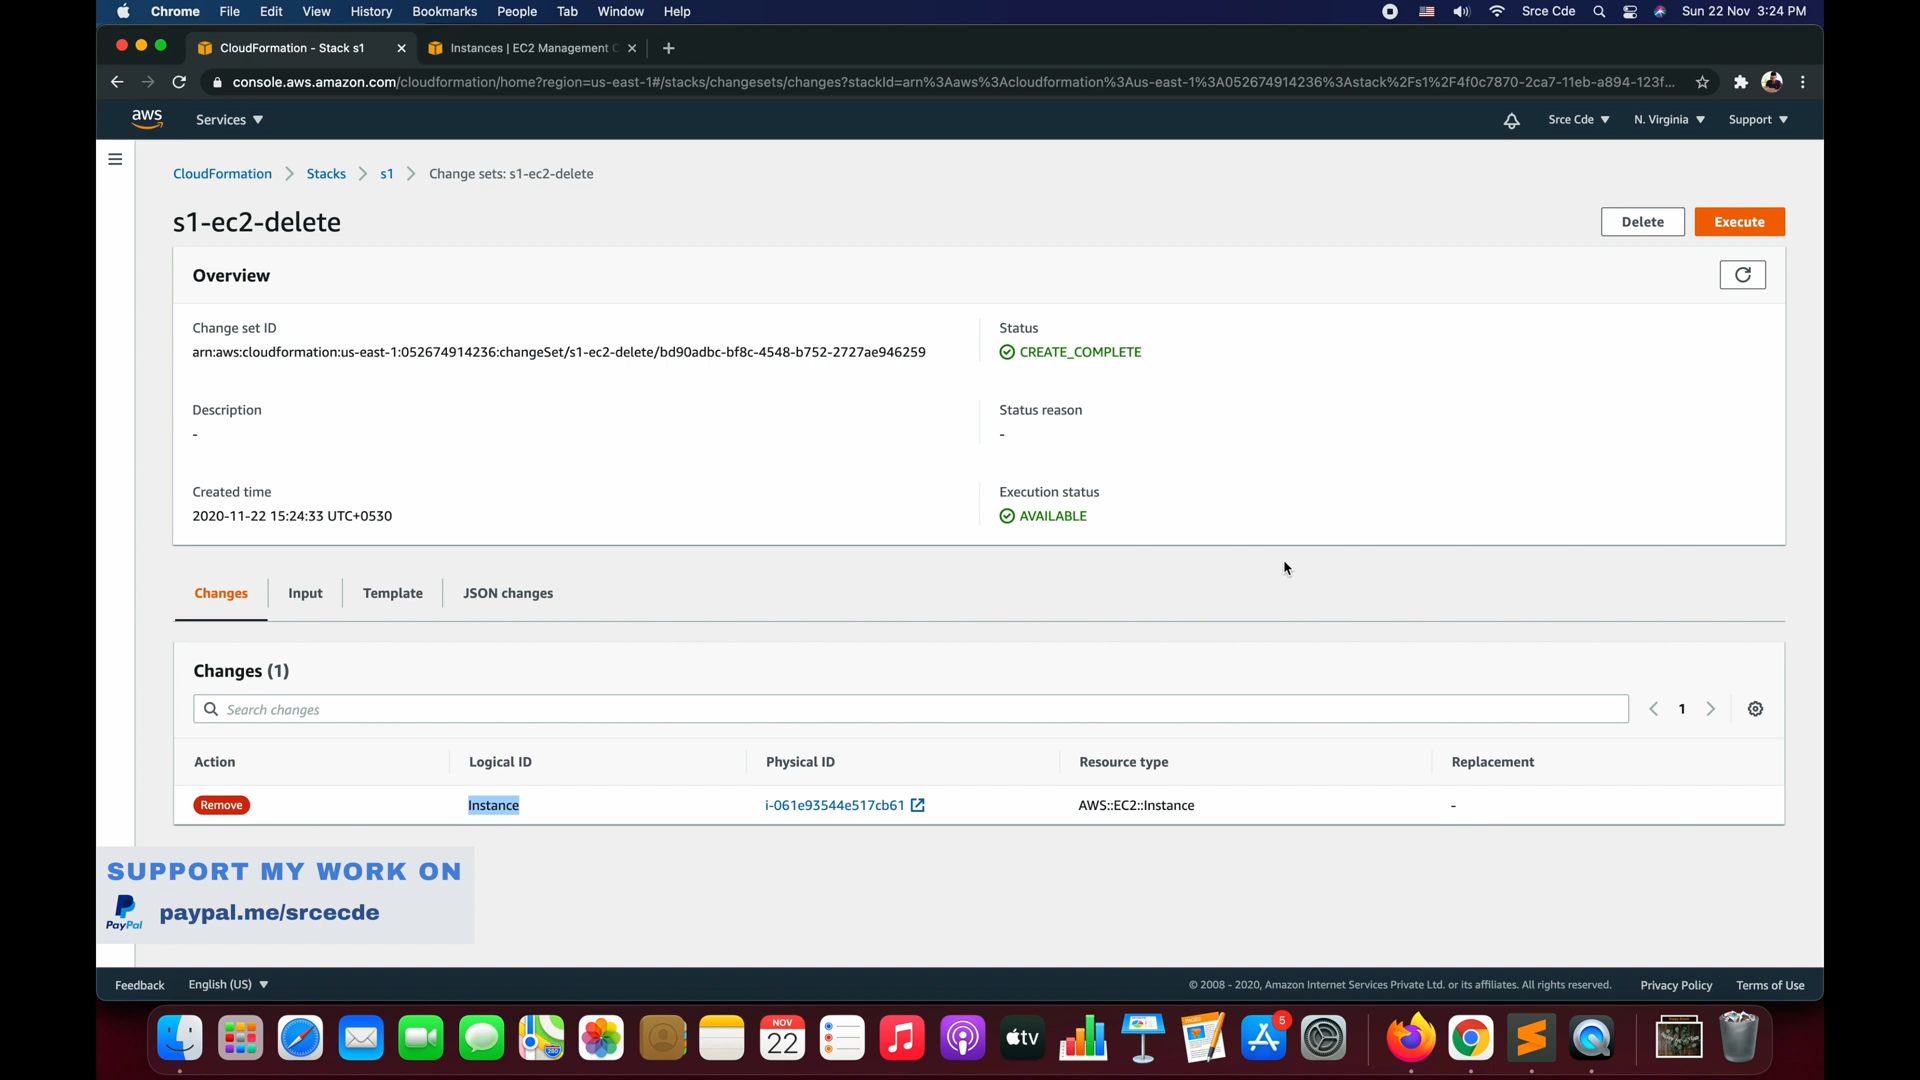 Chrome File Edit View History Bookmarks People Tab Window Help Srce Cde Sun 22 Nov 3:24 PM
CloudFormation - Stack s1 Instances | EC2 Management C
console.aws.amazon.com/cloudformation/home?region=us-east-1#/stacks/changesets/changes?stackId=arn%3Aaws%3Acloudformation%3Aus-east-1%3A052674914236%3Astack%2Fs1%2F4f0c7870-2ca7-11eb-a894-123f...
aws Services Srce Cde N. Virginia Support
CloudFormation Stacks s1 Change sets: s1-ec2-delete
s1-ec2-delete Delete Execute
Overview
Change set ID Status
arn:aws:cloudformation:us-east-1:052674914236:changeSet/s1-ec2-delete/bd90adbc-bf8c-4548-b752-2727ae946259 CREATE_COMPLETE
Description Status reason
- -
Created time Execution status
2020-11-22 15:24:33 UTC+0530 AVAILABLE
Changes Input Template JSON changes
Changes (1)
Search changes 1
Action Logical ID Physical ID Resource type Replacement
Remove Instance i-061e93544e517cb61 AWS::EC2::Instance -
SUPPORT MY WORK ON
PayPal paypal.me/srcecde
Feedback English (US) © 2008 - 2020, Amazon Internet Services Private Ltd. or its affiliates. All rights reserved. Privacy Policy Terms of Use
NOV
22
tv
5